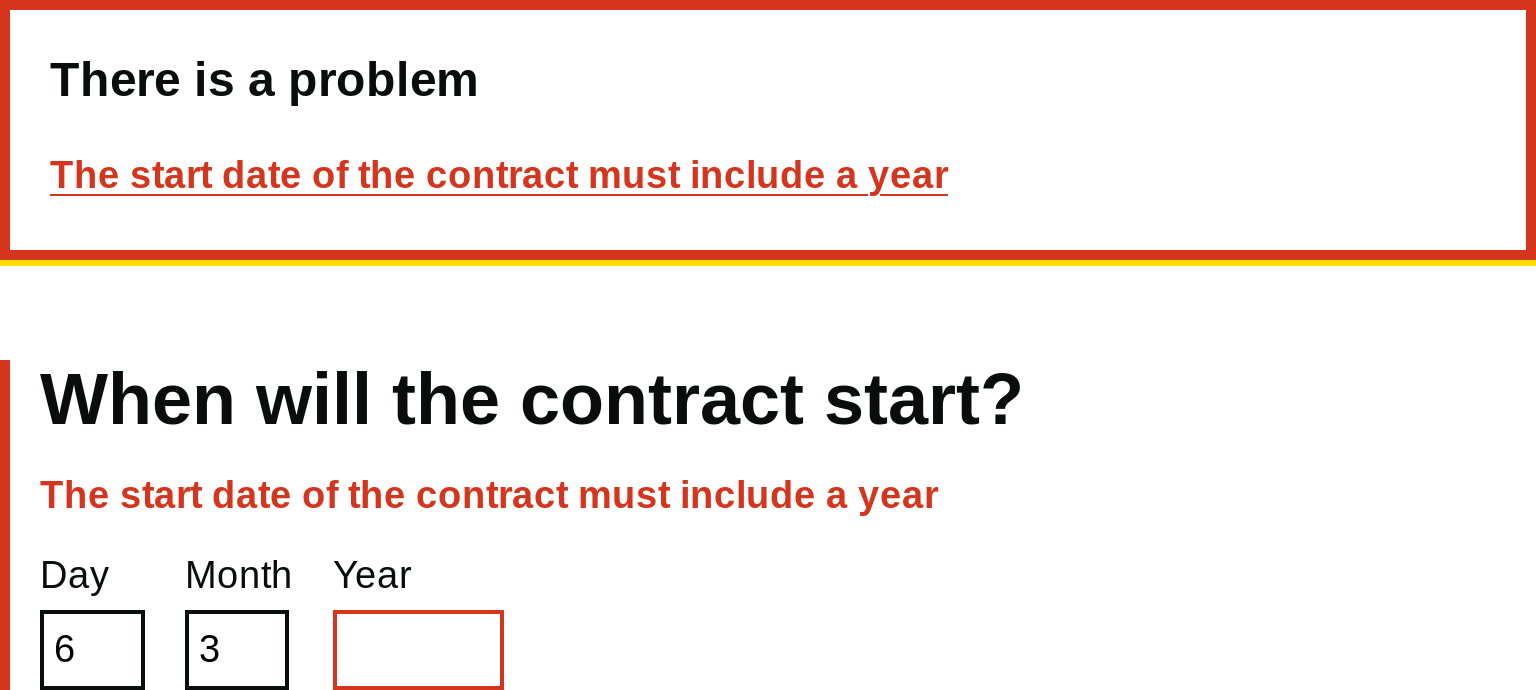 There is a problem
The start date of the contract must include a year
When will the contract start?
The start date of the contract must include a year
Day Month Year
6 3